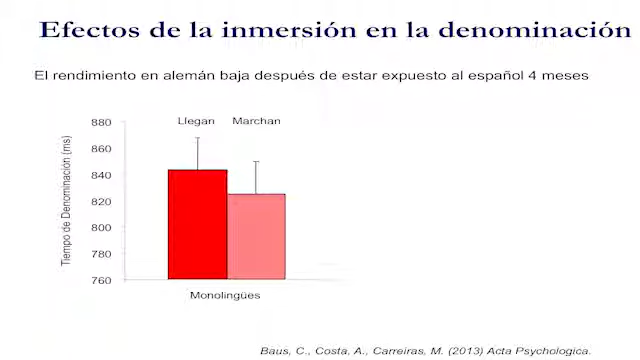 Efectos de la inmersión en la denominación
El rendimiento en alemán baja después de estar expuesto al español 4 meses
Llegan Marchan
880
860
840
820
800
780
760
Tiempo de Denominación (ms)
Monolingües
Baus, C., Costa, A., Carreiras, M. (2013) Acta Psychologica.